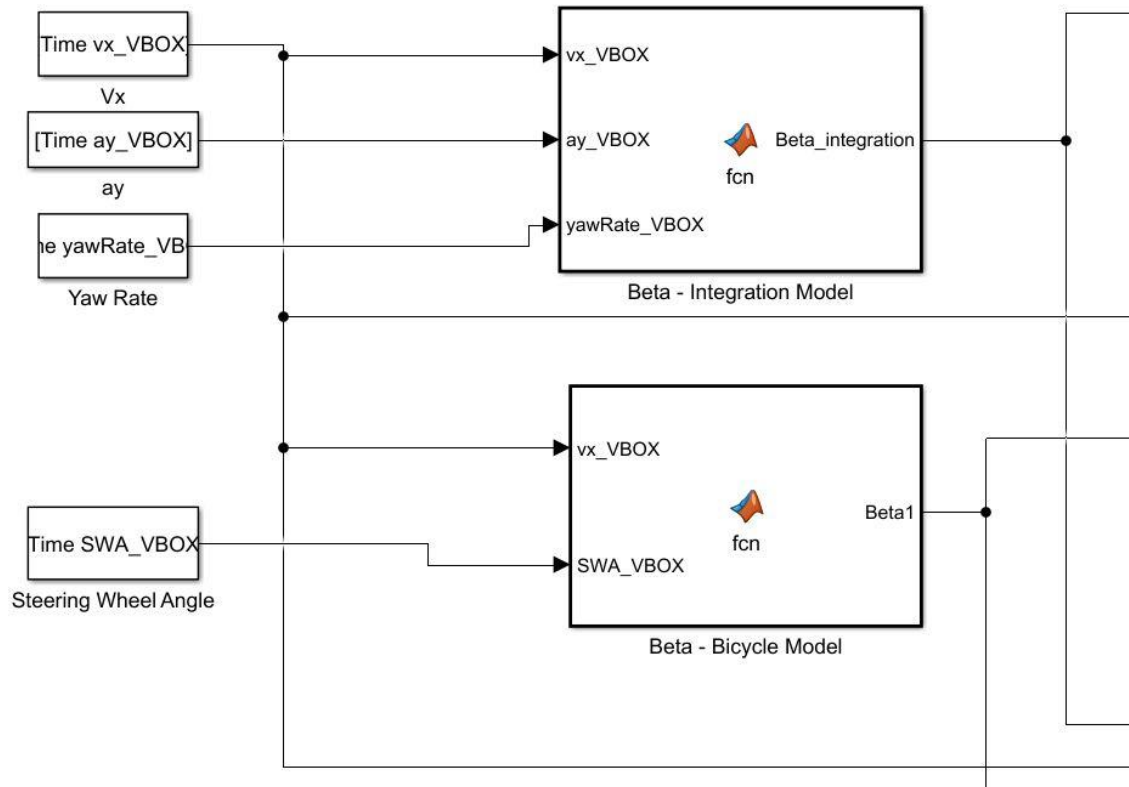 Time vx_VBOX]
Vx
[Time ay_VBOX]
ay
ne yawRate_VB
Yaw Rate
vx_VBOX
ay_VBOX
yawRate_VBOX
fcn
Beta_integration
Beta - Integration Model
Time SWA_VBOX
Steering Wheel Angle
vx_VBOX
SWA_VBOX
fcn
Beta1
Beta - Bicycle Model